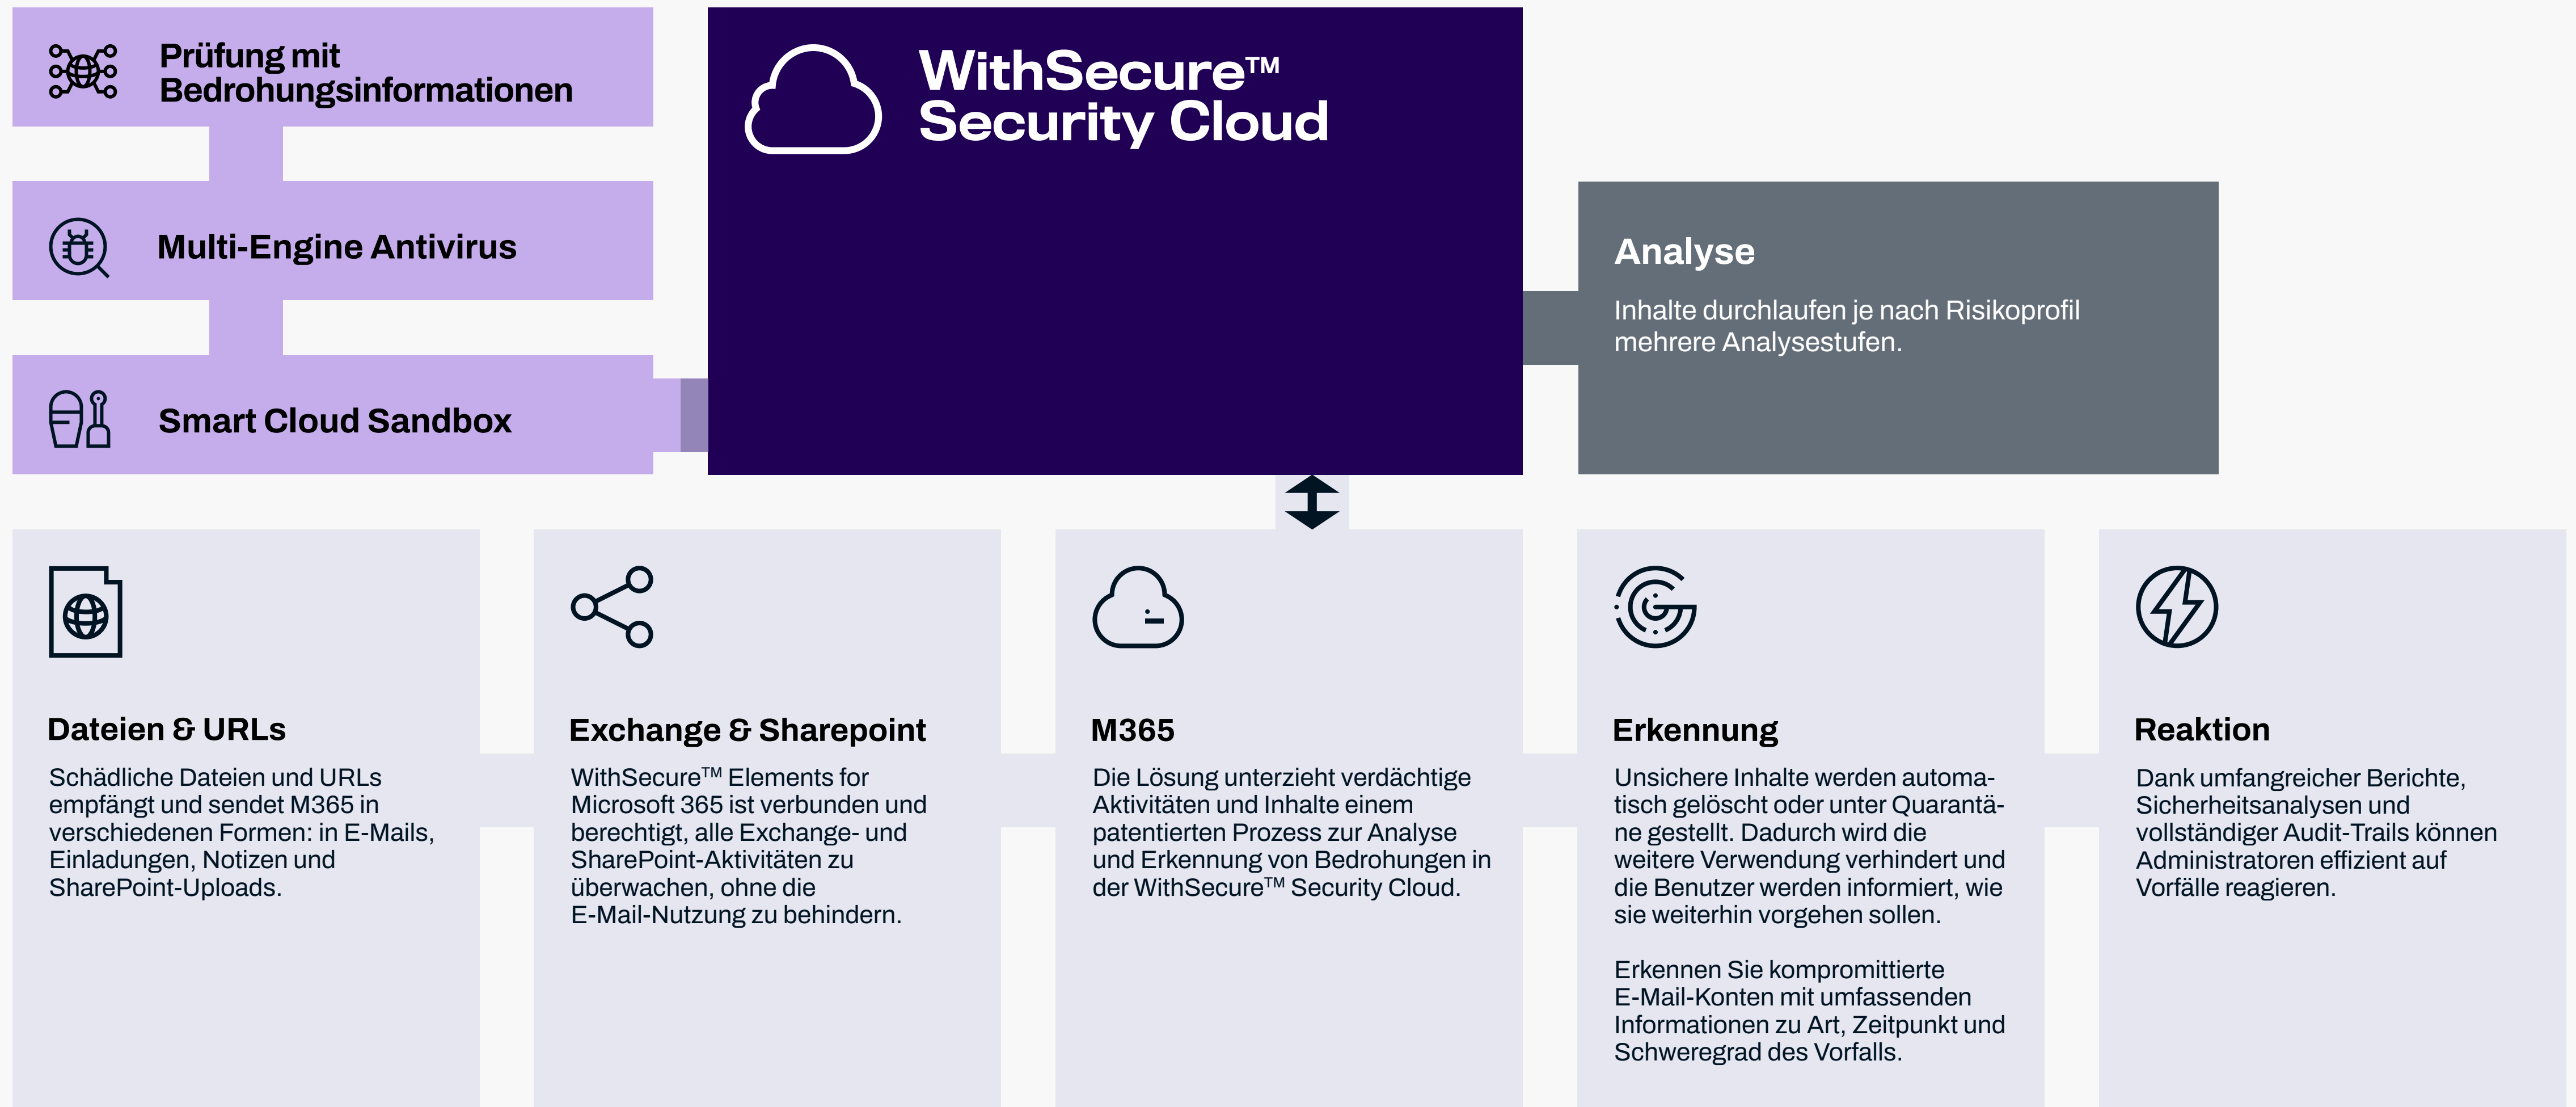 Prüfung mit
Bedrohungsinformationen
Multi-Engine Antivirus
Smart Cloud Sandbox
WithSecure™
Security Cloud
Analyse
Inhalte durchlaufen je nach Risikoprofil
mehrere Analysestufen.
Dateien & URLs
Schädliche Dateien und URLs
empfängt und sendet M365 in
verschiedenen Formen: in E-Mails,
Einladungen, Notizen und
SharePoint-Uploads.
Exchange & Sharepoint
WithSecure™ Elements for
Microsoft 365 ist verbunden und
berechtigt, alle Exchange- und
SharePoint-Aktivitäten zu
überwachen, ohne die
E-Mail-Nutzung zu behindern.
M365
Die Lösung unterzieht verdächtige
Aktivitäten und Inhalte einem
patentierten Prozess zur Analyse
und Erkennung von Bedrohungen in
der WithSecure™ Security Cloud.
Erkennung
Unsichere Inhalte werden automa-
tisch gelöscht oder unter Quarantä-
ne gestellt. Dadurch wird die
weitere Verwendung verhindert und
die Benutzer werden informiert, wie
sie weiterhin vorgehen sollen.
Erkennen Sie kompromittierte
E-Mail-Konten mit umfassenden
Informationen zu Art, Zeitpunkt und
Schweregrad des Vorfalls.
Reaktion
Dank umfangreicher Berichte,
Sicherheitsanalysen und
vollständiger Audit-Trails können
Administratoren effizient auf
Vorfälle reagieren.